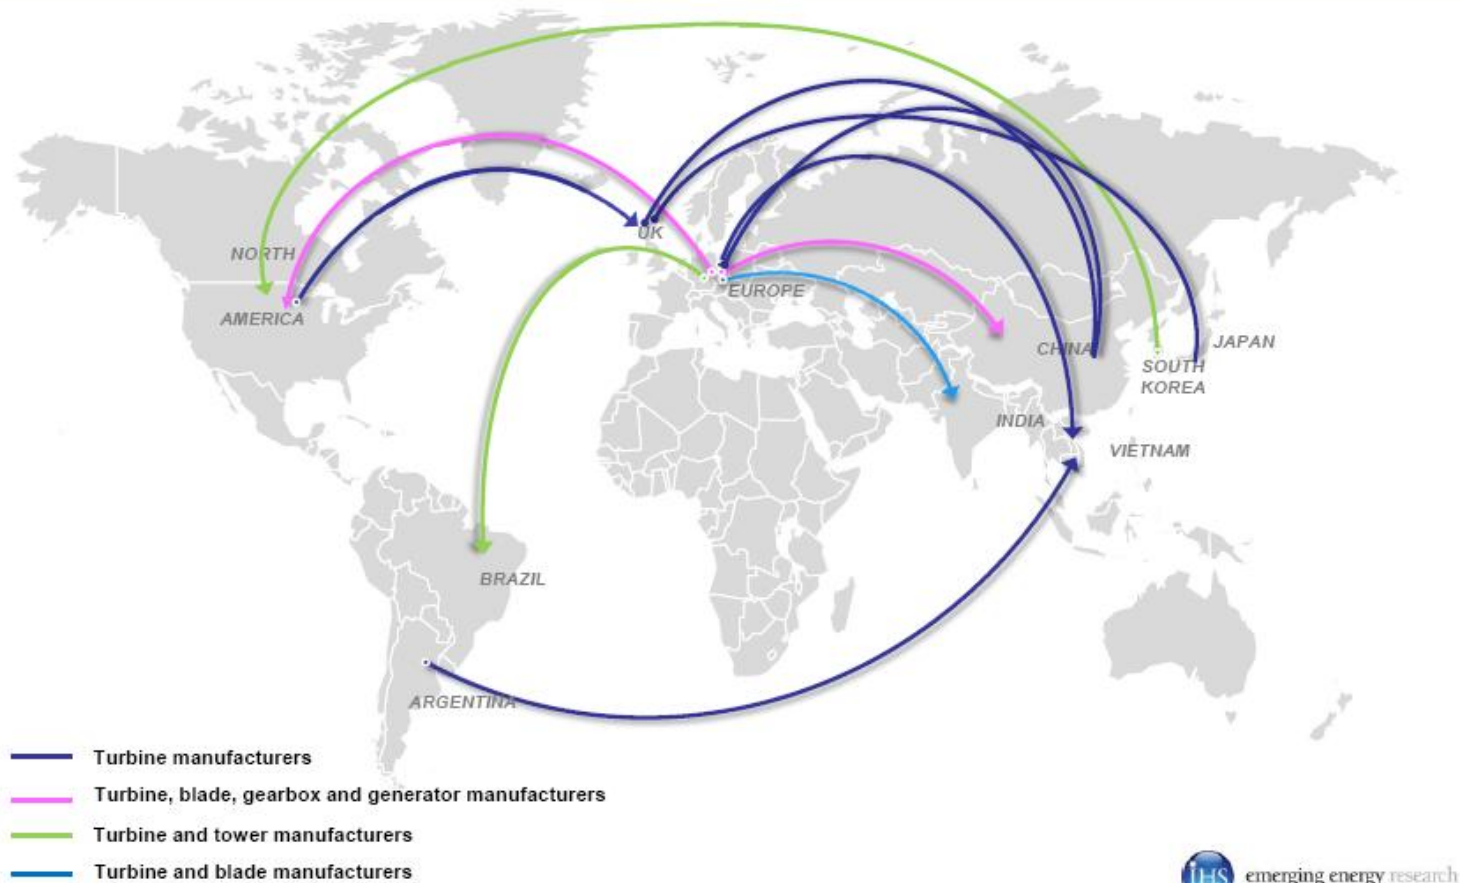 UK
NORTH
AMERICA
EUROPE
CHINA
JAPAN
SOUTH
KOREA
INDIA
VIETNAM
BRAZIL
ARGENTINA
Turbine manufacturers
Turbine, blade, gearbox and generator manufacturers
Turbine and tower manufacturers
Turbine and blade manufacturers
IHS emerging energy research